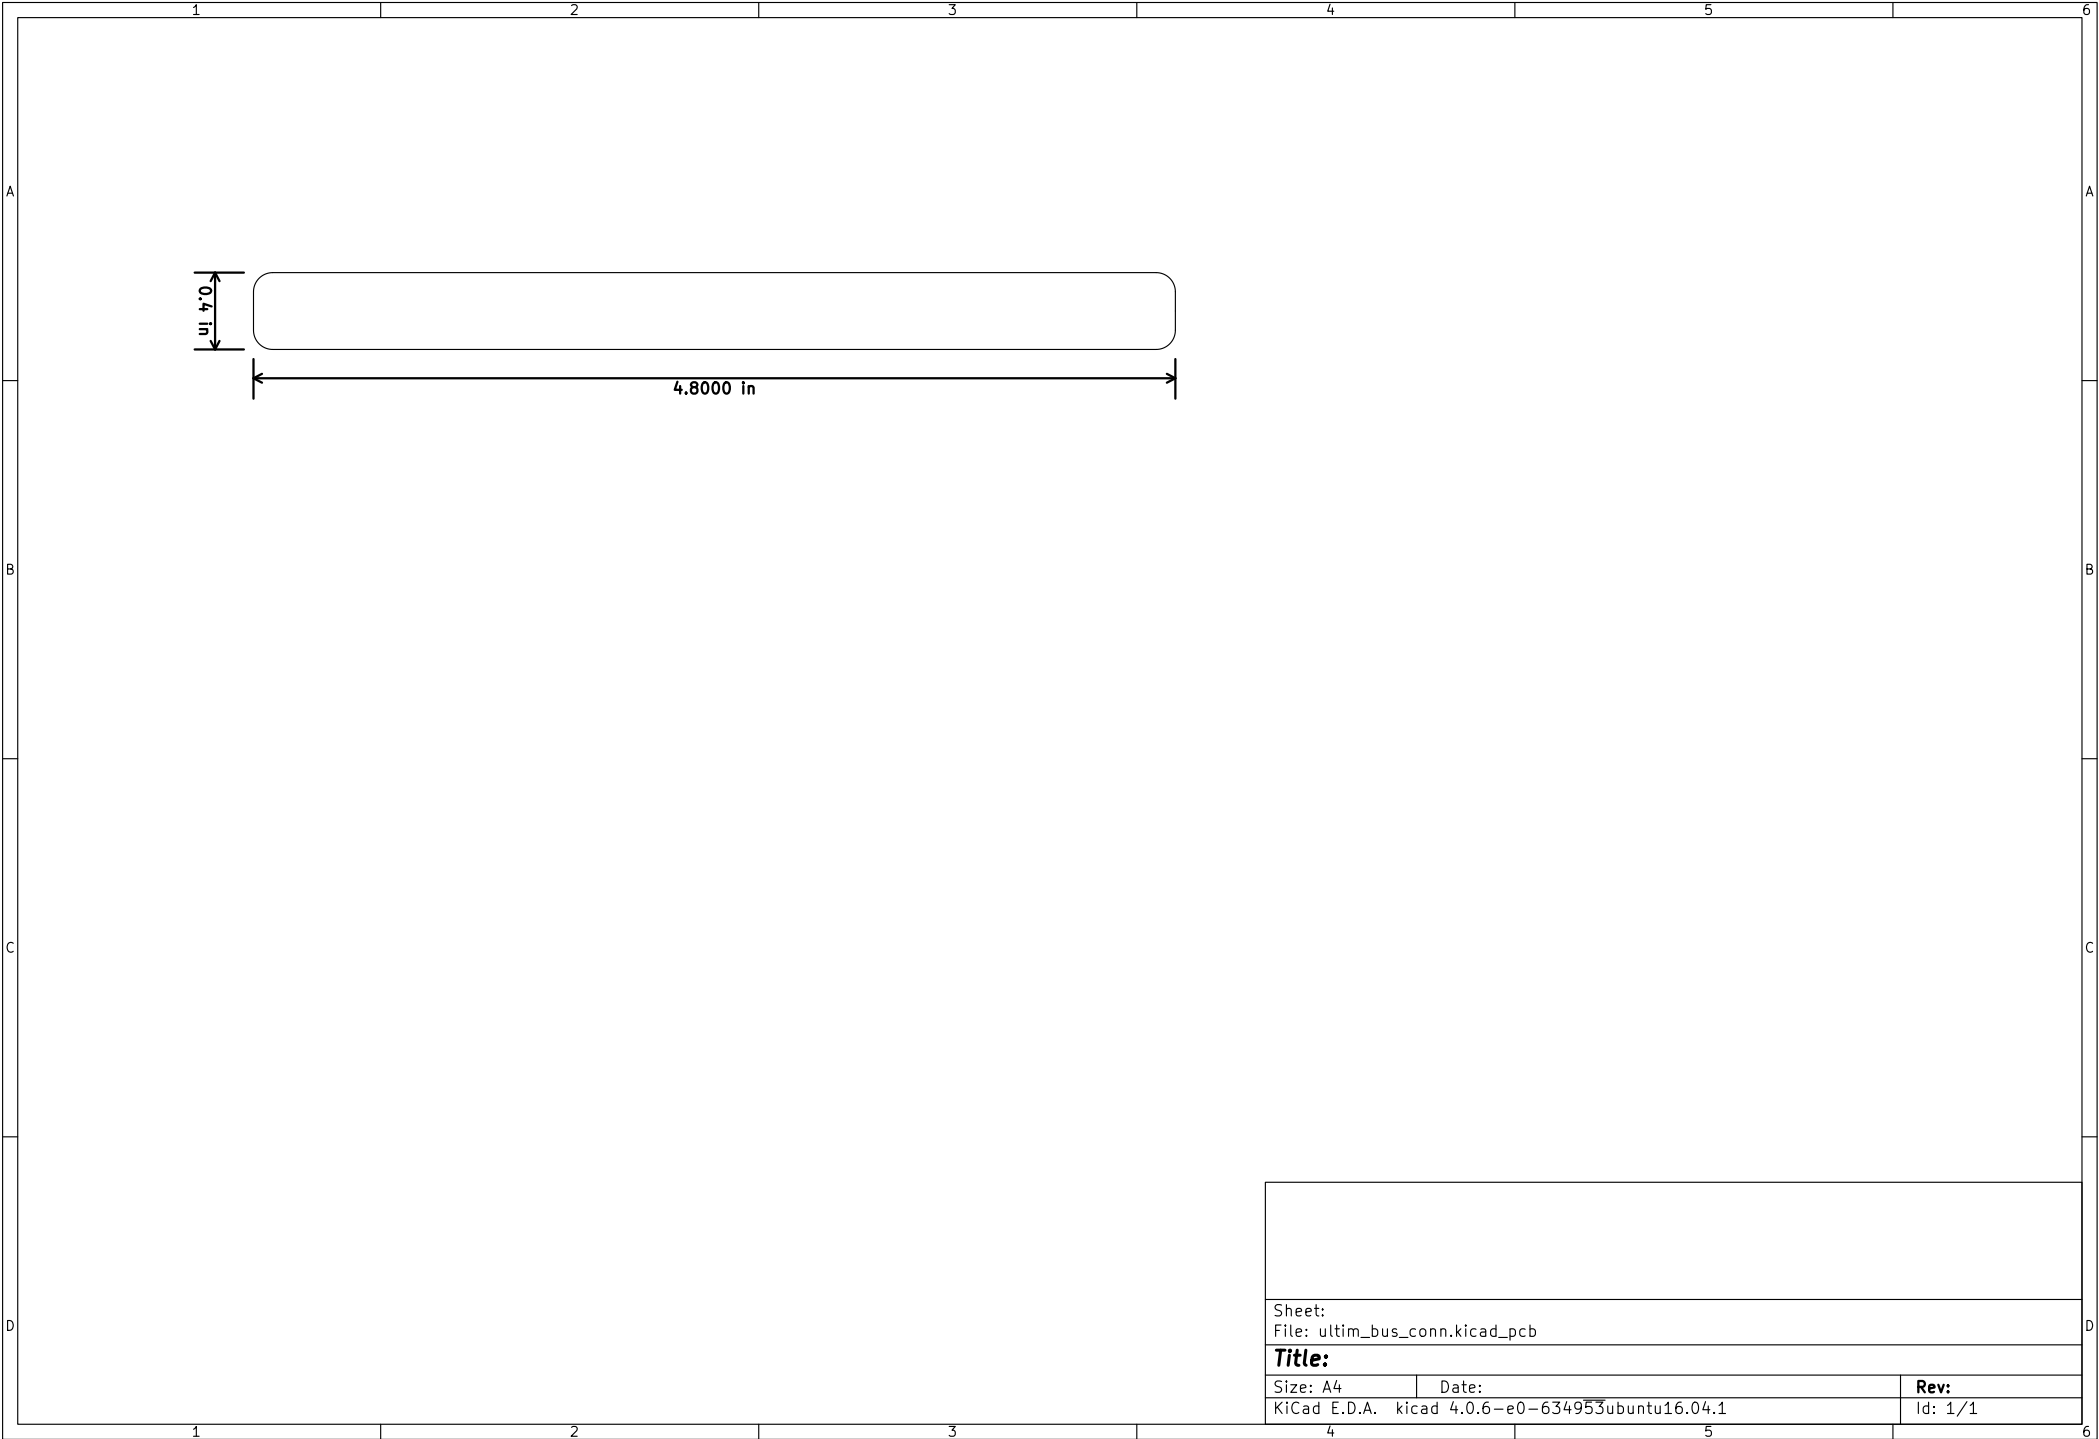 1 2 3 4 5 6
A A
0.4 in
4.8000 in
B B
C C
Sheet:
File: ultim_bus_conn.kicad_pcb
D D
Title:
Size: A4 Date: Rev:
KiCad E.D.A. kicad 4.0.6-e0-634953ubuntu16.04.1 Id: 1/1
1 2 3 4 5 6